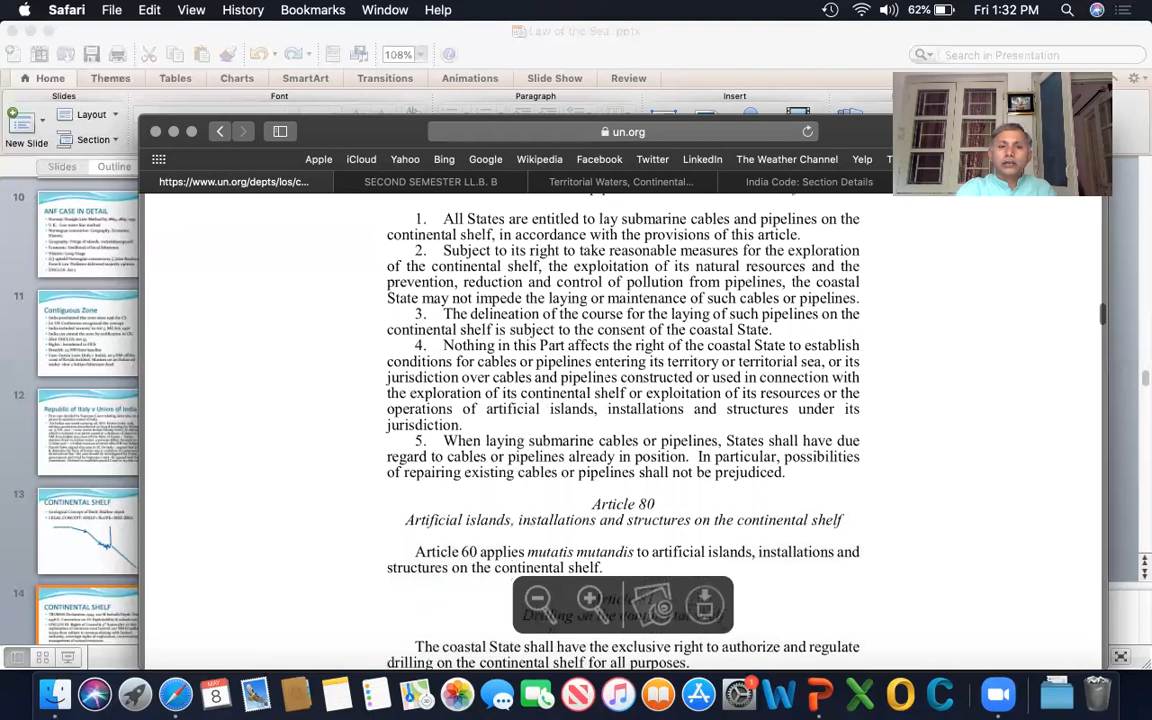 Safari File Edit View History Bookmarks Window Help 62% Fri 1:32 PM
Law of the Sea .pptx
108% Search in Presentation
Home Themes Tables Charts SmartArt Transitions Animations Slide Show Review
Slides Font Paragraph Insert
New Slide Layout
Section
un.org
Apple iCloud Yahoo Bing Google Wikipedia Facebook Twitter LinkedIn The Weather Channel Yelp
https://www.un.org/depts/los/c... SECOND SEMESTER LL.B. B Territorial Waters, Continental... India Code: Section Details
Slides Outline
10
ANF CASE IN DETAIL
11
Contiguous Zone
12
Republic of Italy v Union of India
13
CONTINENTAL SHELF
14
CONTINENTAL SHELF
1. All States are entitled to lay submarine cables and pipelines on the
continental shelf, in accordance with the provisions of this article.
2. Subject to its right to take reasonable measures for the exploration
of the continental shelf, the exploitation of its natural resources and the
prevention, reduction and control of pollution from pipelines, the coastal
State may not impede the laying or maintenance of such cables or pipelines.
3. The delineation of the course for the laying of such pipelines on the
continental shelf is subject to the consent of the coastal State.
4. Nothing in this Part affects the right of the coastal State to establish
conditions for cables or pipelines entering its territory or territorial sea, or its
jurisdiction over cables and pipelines constructed or used in connection with
the exploration of its continental shelf or exploitation of its resources or the
operations of artificial islands, installations and structures under its
jurisdiction.
5. When laying submarine cables or pipelines, States shall have due
regard to cables or pipelines already in position. In particular, possibilities
of repairing existing cables or pipelines shall not be prejudiced.
Article 80
Artificial islands, installations and structures on the continental shelf
Article 60 applies mutatis mutandis to artificial islands, installations and
structures on the continental shelf.
Drilling on the continental shelf
The coastal State shall have the exclusive right to authorize and regulate
drilling on the continental shelf for all purposes.
MAY
8
1